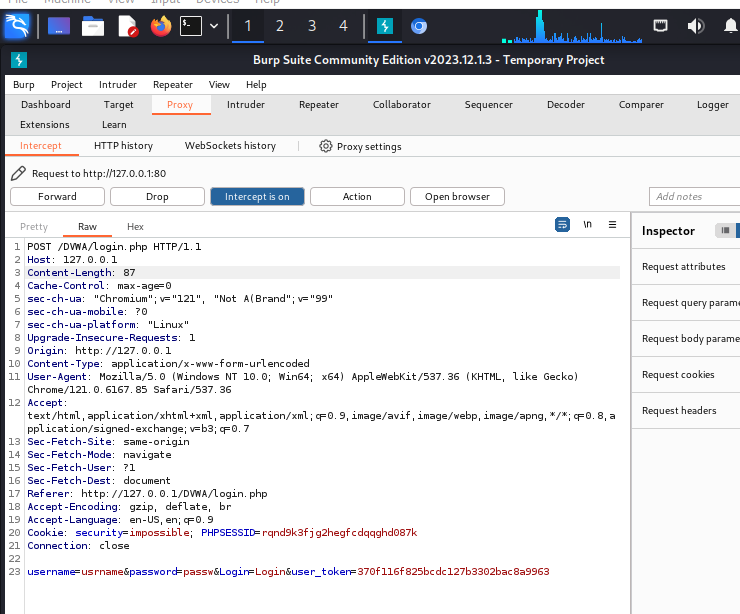 File Machine View Input Devices Help
1 2 3 4
Burp Suite Community Edition v2023.12.1.3 - Temporary Project
Burp Project Intruder Repeater View Help
Dashboard Target Proxy Intruder Repeater Collaborator Sequencer Decoder Comparer Logger
Extensions Learn
Intercept HTTP history WebSockets history Proxy settings
Request to http://127.0.0.1:80
Forward Drop Intercept is on Action Open browser Add notes
Pretty Raw Hex \n
Inspector
Request attributes
Request query parame
Request body parame
Request cookies
Request headers
1 POST /DVWA/login.php HTTP/1.1
2 Host: 127.0.0.1
3 Content-Length: 87
4 Cache-Control: max-age=0
5 sec-ch-ua: "Chromium";v="121", "Not A(Brand";v="99"
6 sec-ch-ua-mobile: ?0
7 sec-ch-ua-platform: "Linux"
8 Upgrade-Insecure-Requests: 1
9 Origin: http://127.0.0.1
10 Content-Type: application/x-www-form-urlencoded
11 User-Agent: Mozilla/5.0 (Windows NT 10.0; Win64; x64) AppleWebKit/537.36 (KHTML, like Gecko)
Chrome/121.0.6167.85 Safari/537.36
12 Accept:
text/html,application/xhtml+xml,application/xml;q=0.9,image/avif,image/webp,image/apng,*/*;q=0.8,a
pplication/signed-exchange;v=b3;q=0.7
13 Sec-Fetch-Site: same-origin
14 Sec-Fetch-Mode: navigate
15 Sec-Fetch-User: ?1
16 Sec-Fetch-Dest: document
17 Referer: http://127.0.0.1/DVWA/login.php
18 Accept-Encoding: gzip, deflate, br
19 Accept-Language: en-US,en;q=0.9
20 Cookie: security=impossible; PHPSESSID=rqnd9k3fjg2hegfcdqqghd087k
21 Connection: close
22
23 username=usrname&password=passw&Login=Login&user_token=370f116f825bcdc127b3302bac8a9963